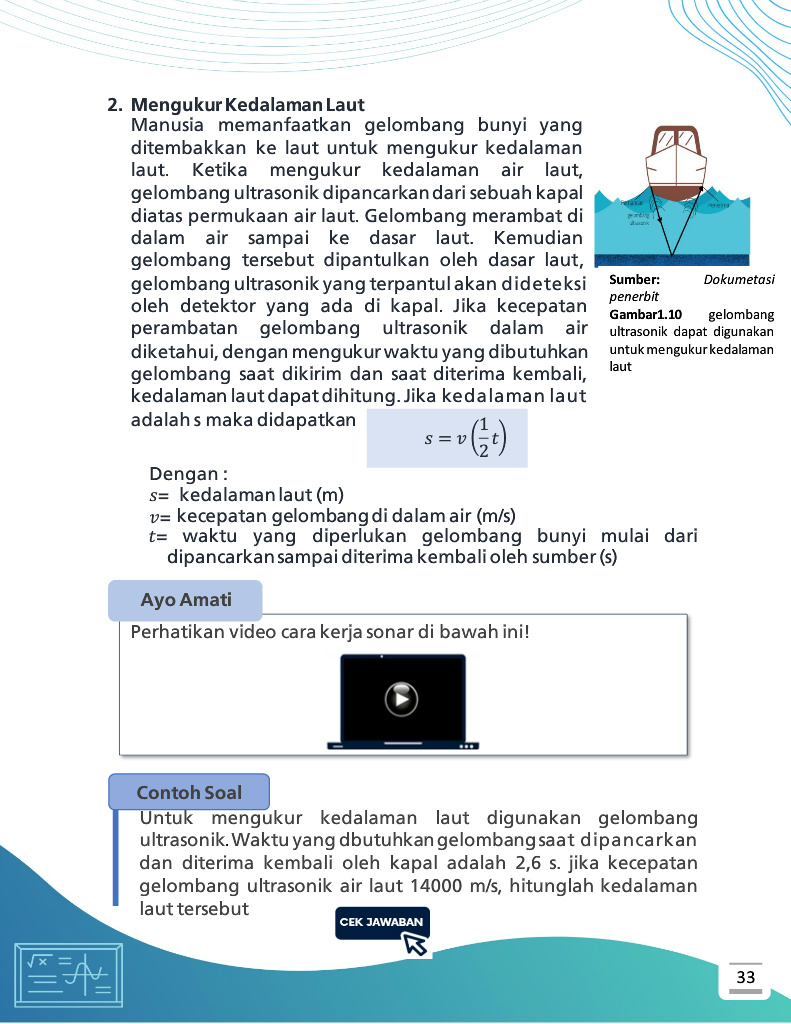 2. Mengukur Kedalaman Laut
Manusia memanfaatkan gelombang bunyi yang
ditembakkan ke laut untuk mengukur kedalaman
laut. Ketika mengukur kedalaman air laut,
gelombang ultrasonik dipancarkan dari sebuah kapal
diatas permukaan air laut. Gelombang merambat di
dalam air sampai ke dasar laut. Kemudian
gelombang tersebut dipantulkan oleh dasar laut,
gelombang ultrasonik yang terpantul akan dideteksi
oleh detektor yang ada di kapal. Jika kecepatan
perambatan gelombang ultrasonik dalam air
diketahui, dengan mengukur waktu yang dibutuhkan
gelombang saat dikirim dan saat diterima kembali,
kedalaman laut dapat dihitung. Jika kedalaman laut
adalah s maka didapatkan
s = v(1/2 t)
gelombang
ultrasonik
Penerima
Sumber: Dokumetasi
penerbit
Gambar1.10 gelombang
ultrasonik dapat digunakan
untuk mengukur kedalaman
laut
Dengan :
s= kedalaman laut (m)
v= kecepatan gelombang di dalam air (m/s)
t= waktu yang diperlukan gelombang bunyi mulai dari
dipancarkan sampai diterima kembali oleh sumber (s)
Ayo Amati
Perhatikan video cara kerja sonar di bawah ini!
Contoh Soal
Untuk mengukur kedalaman laut digunakan gelombang
ultrasonik. Waktu yang dbutuhkan gelombang saat dipancarkan
dan diterima kembali oleh kapal adalah 2,6 s. jika kecepatan
gelombang ultrasonik air laut 14000 m/s, hitunglah kedalaman
laut tersebut
CEK JAWABAN
33